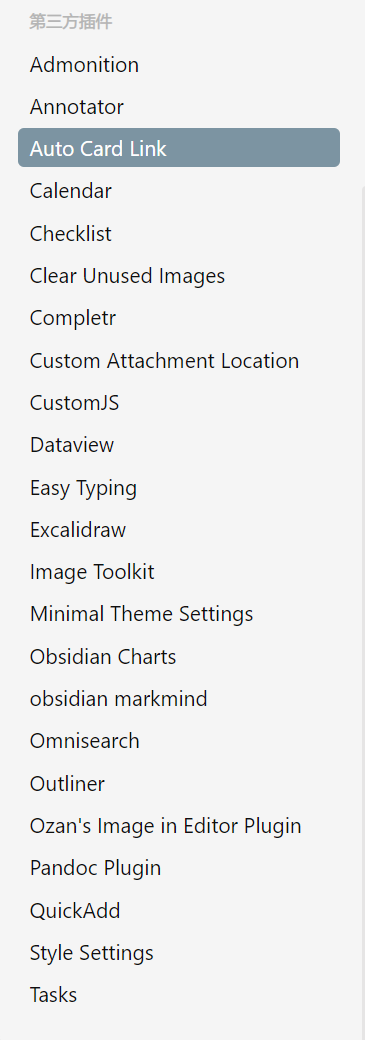 第三方插件
Admonition
Annotator
Auto Card Link
Calendar
Checklist
Clear Unused Images
Completr
Custom Attachment Location
CustomJS
Dataview
Easy Typing
Excalidraw
Image Toolkit
Minimal Theme Settings
Obsidian Charts
obsidian markmind
Omnisearch
Outliner
Ozan's Image in Editor Plugin
Pandoc Plugin
QuickAdd
Style Settings
Tasks